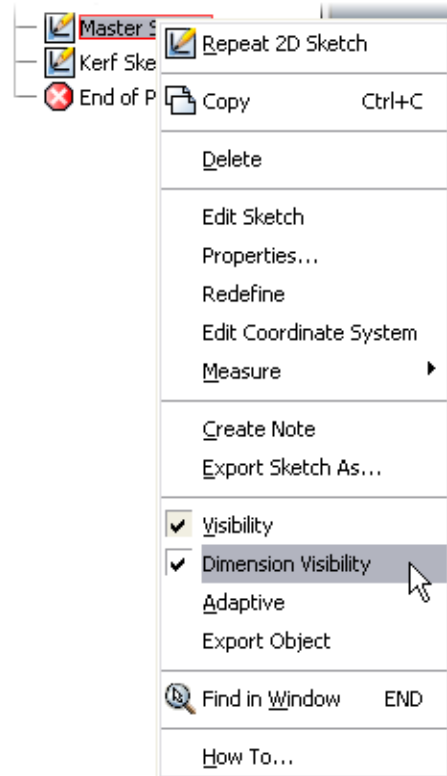 Master S
Kerf Ske
End of P
Repeat 2D Sketch
Copy Ctrl+C
Delete
Edit Sketch
Properties...
Redefine
Edit Coordinate System
Measure
Create Note
Export Sketch As...
Visibility
Dimension Visibility
Adaptive
Export Object
Find in Window END
How To...